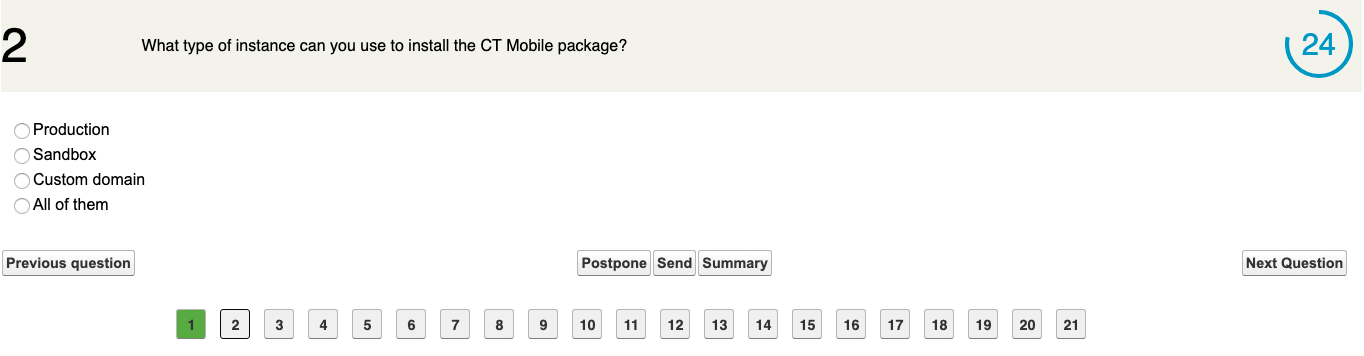 2
What type of instance can you use to install the CT Mobile package?
24
Production
Sandbox
Custom domain
All of them
Previous question
Postpone Send Summary
Next Question
1 2 3 4 5 6 7 8 9 10 11 12 13 14 15 16 17 18 19 20 21